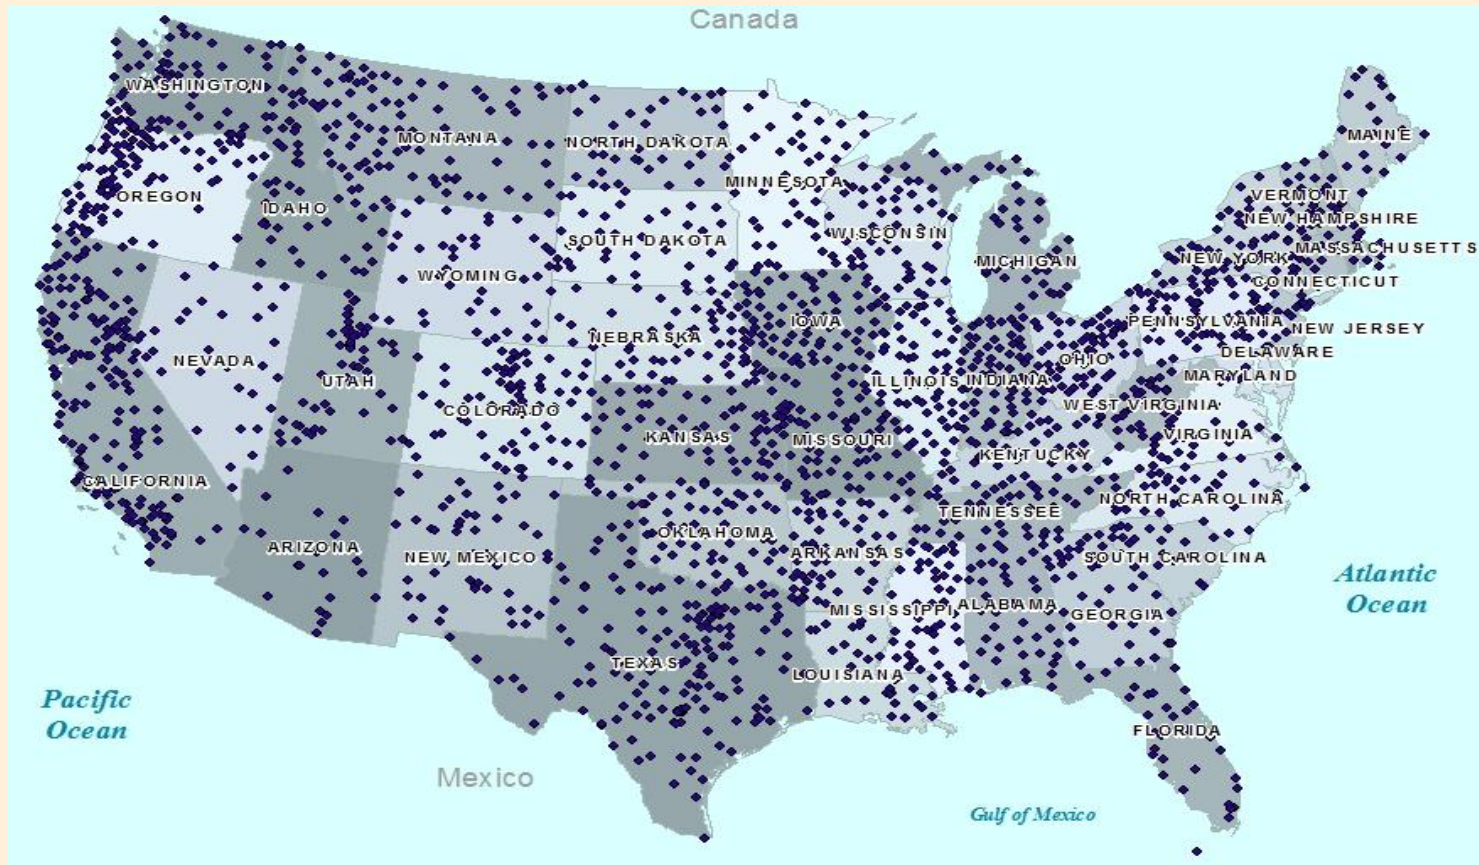 Canada
WASHINGTON
MONTANA
NORTH DAKOTA
MAINE
MINNESOTA
OREGON
IDAHO
VERMONT
NEW HAMPSHIRE
SOUTH DAKOTA
WISCONSIN
MASSACHUSETTS
MICHIGAN
NEW YORK
WYOMING
CONNECTICUT
IOWA
PENNSYLVANIA
NEW JERSEY
NEBRASKA
NEVADA
OHIO
DELAWARE
UTAH
ILLINOIS
INDIANA
MARYLAND
COLORADO
WEST VIRGINIA
KANSAS
MISSOURI
VIRGINIA
KENTUCKY
CALIFORNIA
NORTH CAROLINA
TENNESSEE
OKLAHOMA
ARIZONA
NEW MEXICO
ARKANSAS
SOUTH CAROLINA
Atlantic
Ocean
MISSISSIPPI
ALABAMA
GEORGIA
TEXAS
LOUISIANA
Pacific
Ocean
FLORIDA
Mexico
Gulf of Mexico